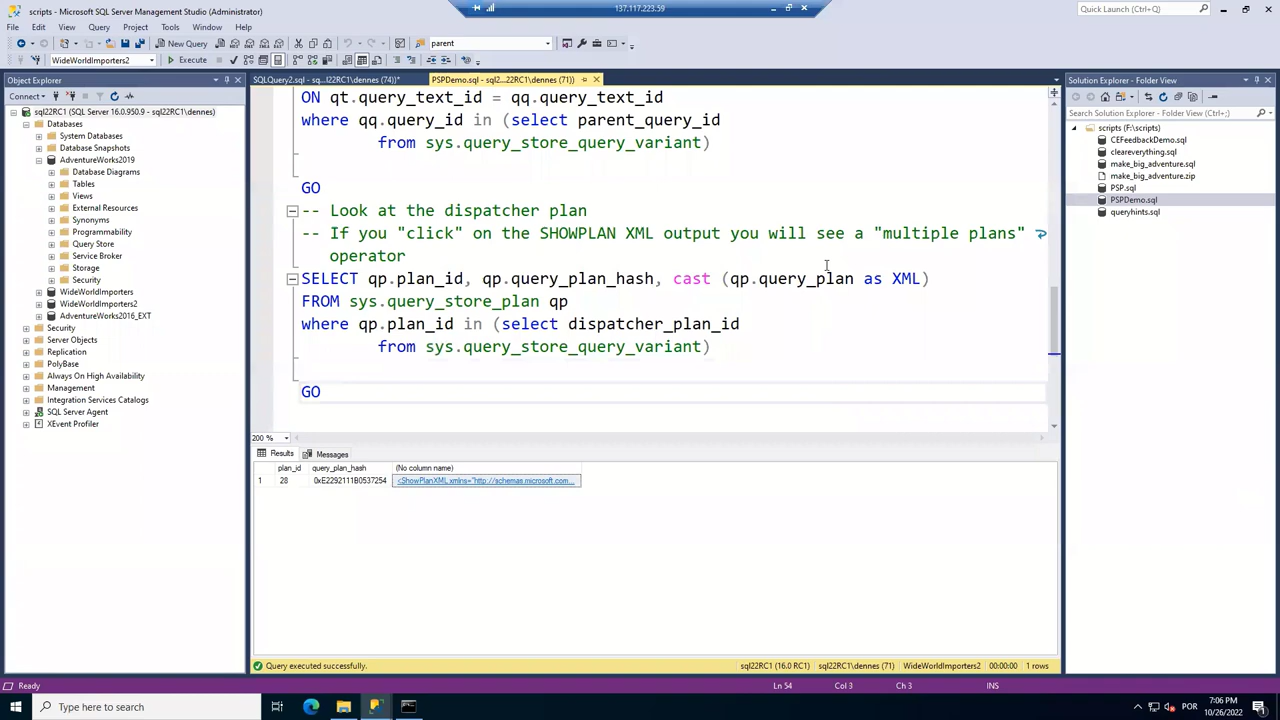 scripts - Microsoft SQL Server Management Studio (Administrator)
137.117.223.59
Quick Launch (Ctrl+Q)
File Edit View Query Project Tools Window Help
New Query
parent
WideWorldImporters2
Execute
Object Explorer
SQLQuery2.sql - sq...22RC1\dennes (74))*
PSPDemo.sql - sql2...22RC1\dennes (71))
Solution Explorer - Folder View
Connect
Search Solution Explorer - Folder View (Ctrl+;)
sql22RC1 (SQL Server 16.0.950.9 - sql22RC1\dennes)
Databases
System Databases
Database Snapshots
AdventureWorks2019
Database Diagrams
Tables
Views
External Resources
Synonyms
Programmability
Query Store
Service Broker
Storage
Security
WideWorldImporters
WideWorldImporters2
AdventureWorks2016_EXT
Security
Server Objects
Replication
PolyBase
Always On High Availability
Management
Integration Services Catalogs
SQL Server Agent
XEvent Profiler
ON qt.query_text_id = qq.query_text_id
where qq.query_id in (select parent_query_id
from sys.query_store_query_variant)
GO
-- Look at the dispatcher plan
-- If you "click" on the SHOWPLAN XML output you will see a "multiple plans"
operator
SELECT qp.plan_id, qp.query_plan_hash, cast (qp.query_plan as XML)
FROM sys.query_store_plan qp
where qp.plan_id in (select dispatcher_plan_id
from sys.query_store_query_variant)
GO
200 %
Results Messages
plan_id query_plan_hash (No column name)
1 28 0xE2292111B0537254 <ShowPlanXML xmlns="http://schemas.microsoft.com...
scripts (F:\scripts)
CEFeedbackDemo.sql
cleareverything.sql
make_big_adventure.sql
make_big_adventure.zip
PSP.sql
PSPDemo.sql
queryhints.sql
Query executed successfully.
sql22RC1 (16.0 RC1) sql22RC1\dennes (71) WideWorldImporters2 00:00:00 1 rows
Ready
Ln 54 Col 3 Ch 3 INS
Type here to search
POR
7:06 PM
10/26/2022
1